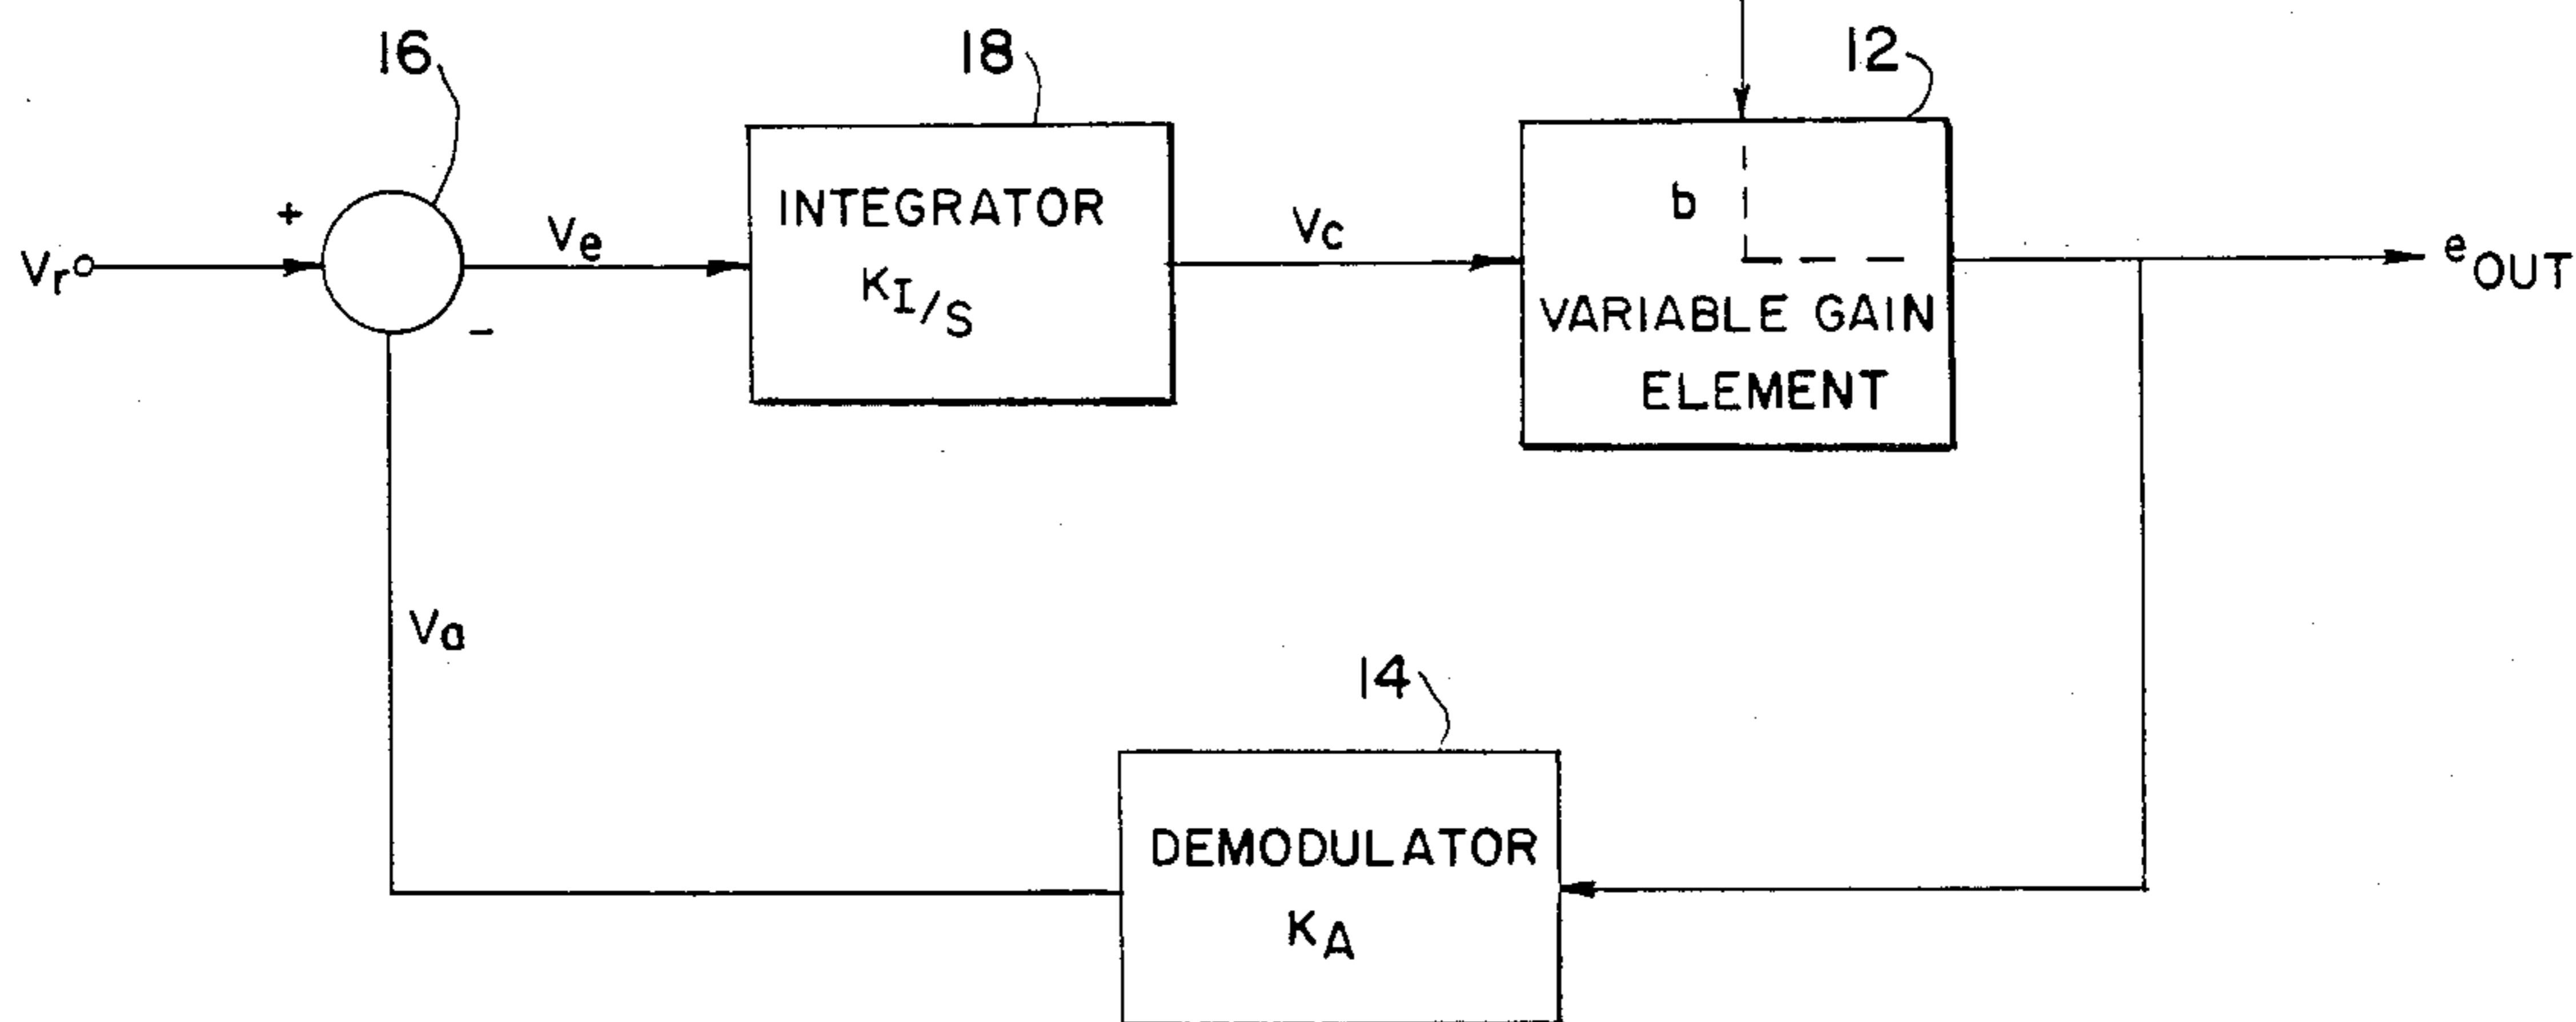 16
18
12
+
Vr
Ve
INTEGRATOR
KI/S
Vc
b
VARIABLE GAIN
ELEMENT
eOUT
-
Va
14
DEMODULATOR
KA